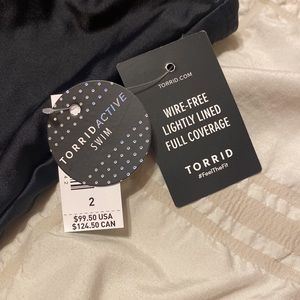 TORRIDACTIVE
SWIM
2
$99.50 USA
$124.50 CAN
TORRID.COM
WIRE-FREE
LIGHTLY LINED
FULL COVERAGE
TORRID
#FeelTheFit